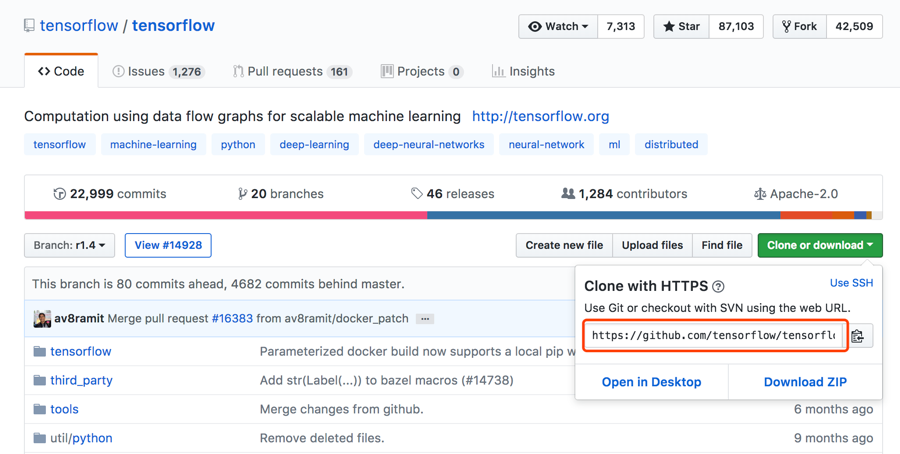 tensorflow / tensorflow
Watch 7,313 Star 87,103 Fork 42,509
Code Issues 1,276 Pull requests 161 Projects 0 Insights
Computation using data flow graphs for scalable machine learning http://tensorflow.org
tensorflow machine-learning python deep-learning deep-neural-networks neural-network ml distributed
22,999 commits 20 branches 46 releases 1,284 contributors Apache-2.0
Branch: r1.4 View #14928 Create new file Upload files Find file Clone or download
This branch is 80 commits ahead, 4682 commits behind master.
Clone with HTTPS ? Use SSH
Use Git or checkout with SVN using the web URL.
https://github.com/tensorflow/tensorflo
Open in Desktop Download ZIP
av8ramit Merge pull request #16383 from av8ramit/docker_patch ...
tensorflow Parameterized docker build now supports a local pip
third_party Add str(Label(...)) to bazel macros (#14738)
tools Merge changes from github. 6 months ago
util/python Remove deleted files. 9 months ago